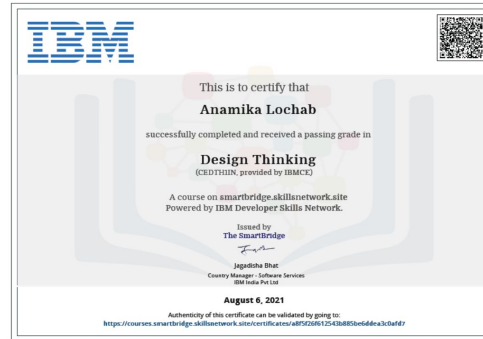 IBM
This is to certify that
Anamika Lochab
successfully completed and received a passing grade in
Design Thinking
(CEDTHIIN, provided by IBMCE)
A course on smartbridge.skillsnetwork.site
Powered by IBM Developer Skills Network.
Issued by
The SmartBridge
Jagadisha Bhat
Country Manager - Software Services
IBM India Pvt Ltd
August 6, 2021
Authenticity of this certificate can be validated by going to:
https://courses.smartbridge.skillsnetwork.site/certificates/a8f5f26f612543b885be6ddea3c0afd7